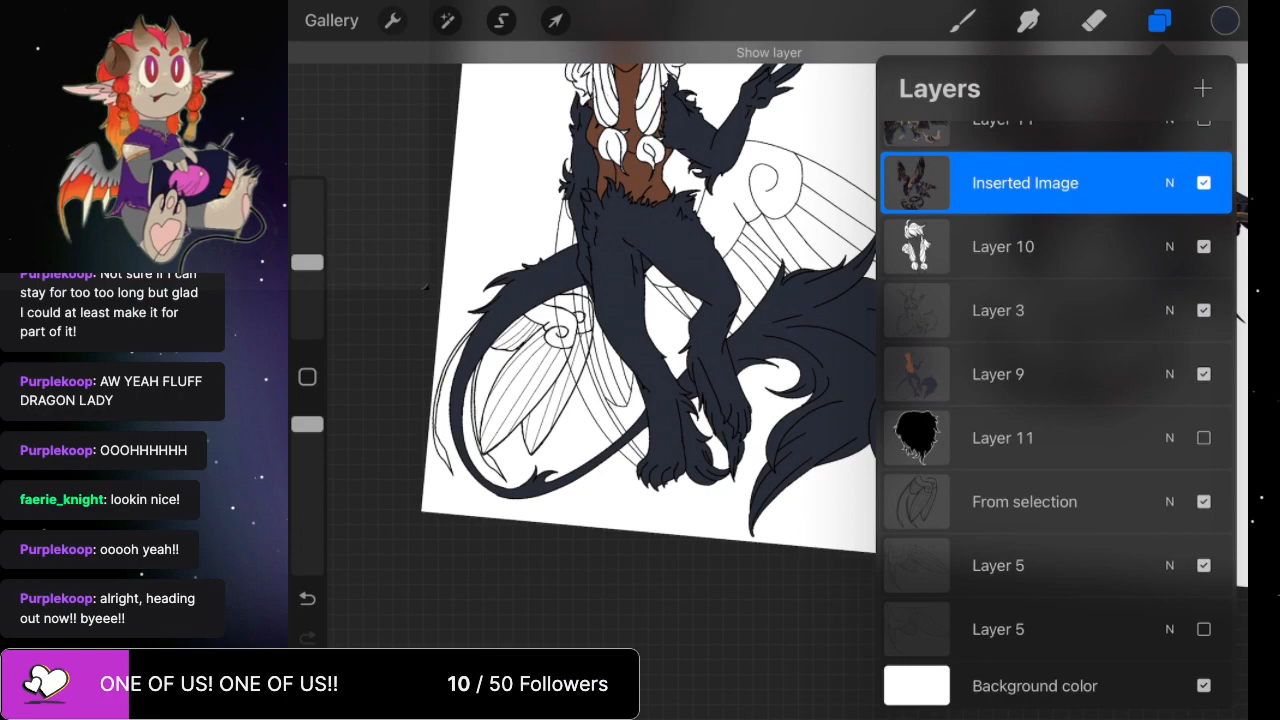 Gallery
Show layer
Layers
Inserted Image N
Layer 10 N
Layer 3 N
Layer 9 N
Layer 11 N
From selection N
Layer 5 N
Layer 5 N
Background color
Purplekoop: Not sure if I can
stay for too too long but glad
I could at least make it for
part of it!
Purplekoop: AW YEAH FLUFF
DRAGON LADY
Purplekoop: OOOHHHHHH
faerie_knight: lookin nice!
Purplekoop: ooooh yeah!!
Purplekoop: alright, heading
out now!! byeee!!
ONE OF US! ONE OF US!! 10 / 50 Followers